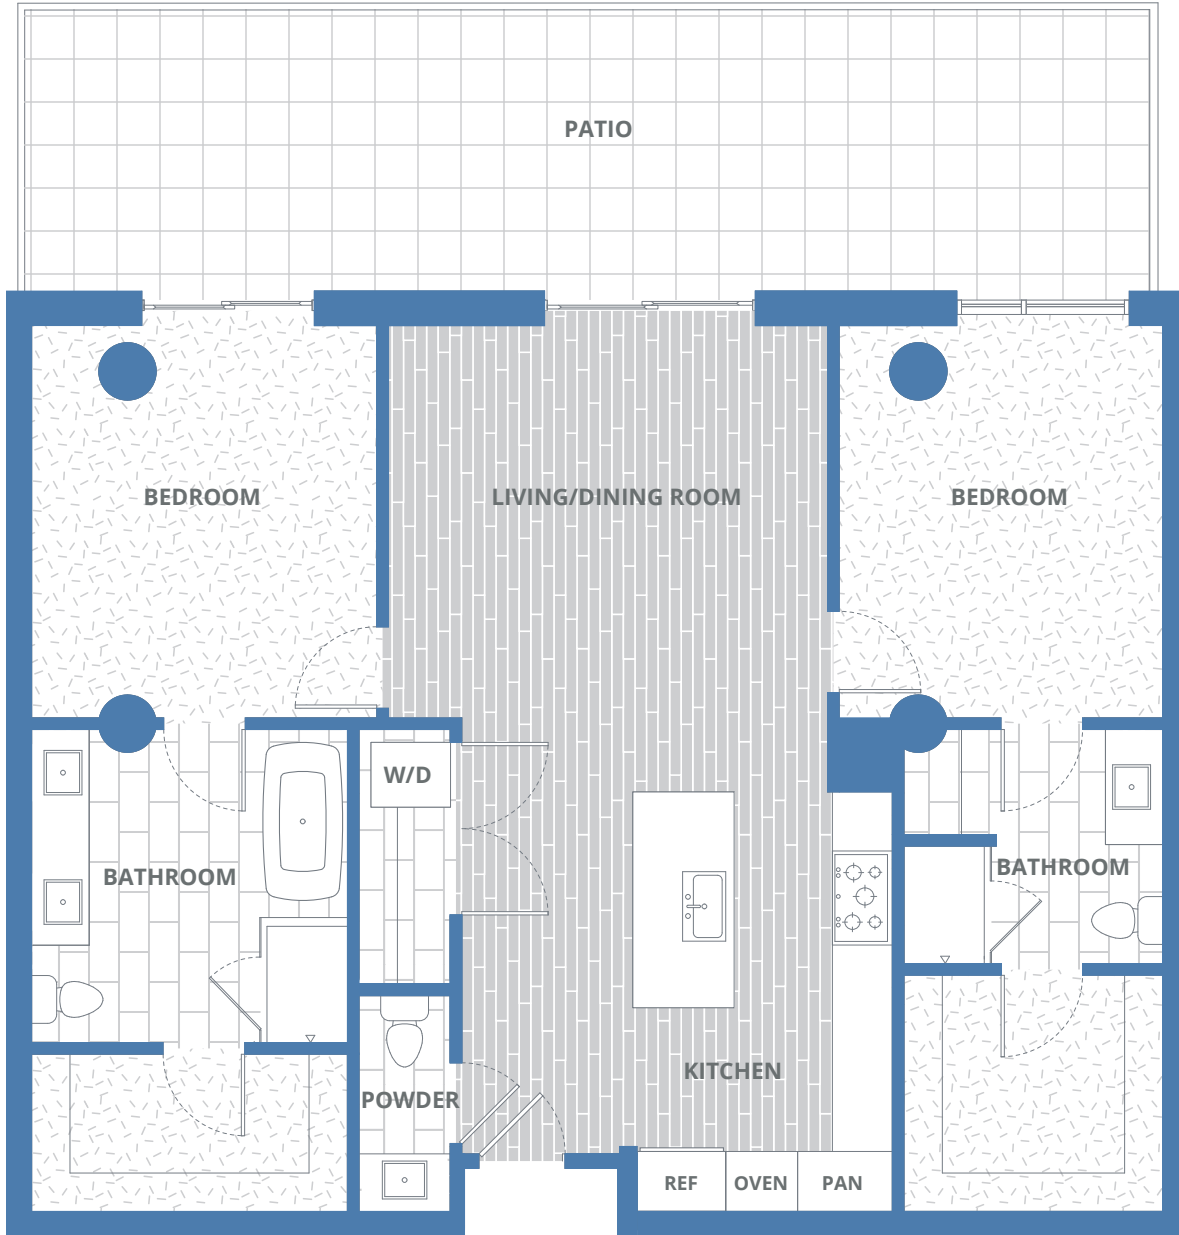 PATIO
BEDROOM
LIVING/DINING ROOM
BEDROOM
W/D
BATHROOM
BATHROOM
KITCHEN
POWDER
REF
OVEN
PAN